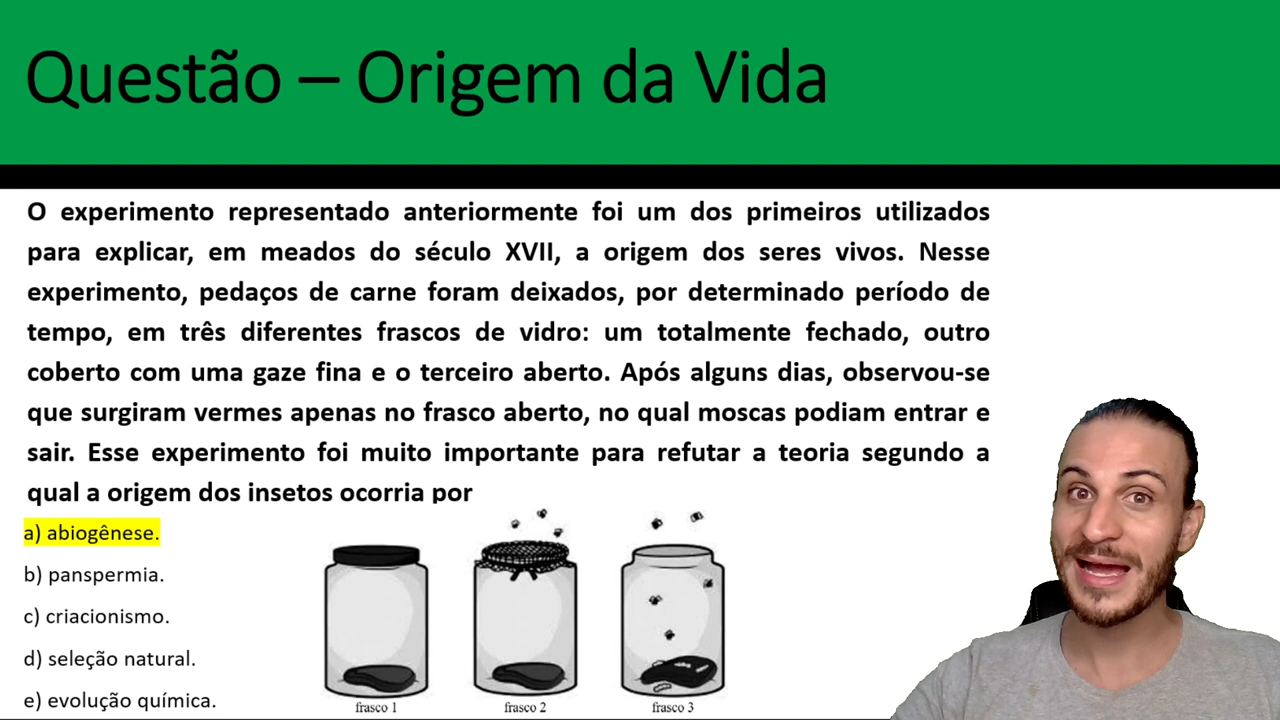 Questão – Origem da Vida
O experimento representado anteriormente foi um dos primeiros utilizados
para explicar, em meados do século XVII, a origem dos seres vivos. Nesse
experimento, pedaços de carne foram deixados, por determinado período de
tempo, em três diferentes frascos de vidro: um totalmente fechado, outro
coberto com uma gaze fina e o terceiro aberto. Após alguns dias, observou-se
que surgiram vermes apenas no frasco aberto, no qual moscas podiam entrar e
sair. Esse experimento foi muito importante para refutar a teoria segundo a
qual a origem dos insetos ocorria por
a) abiogênese.
b) panspermia.
c) criacionismo.
d) seleção natural.
e) evolução química.
frasco 1
frasco 2
frasco 3